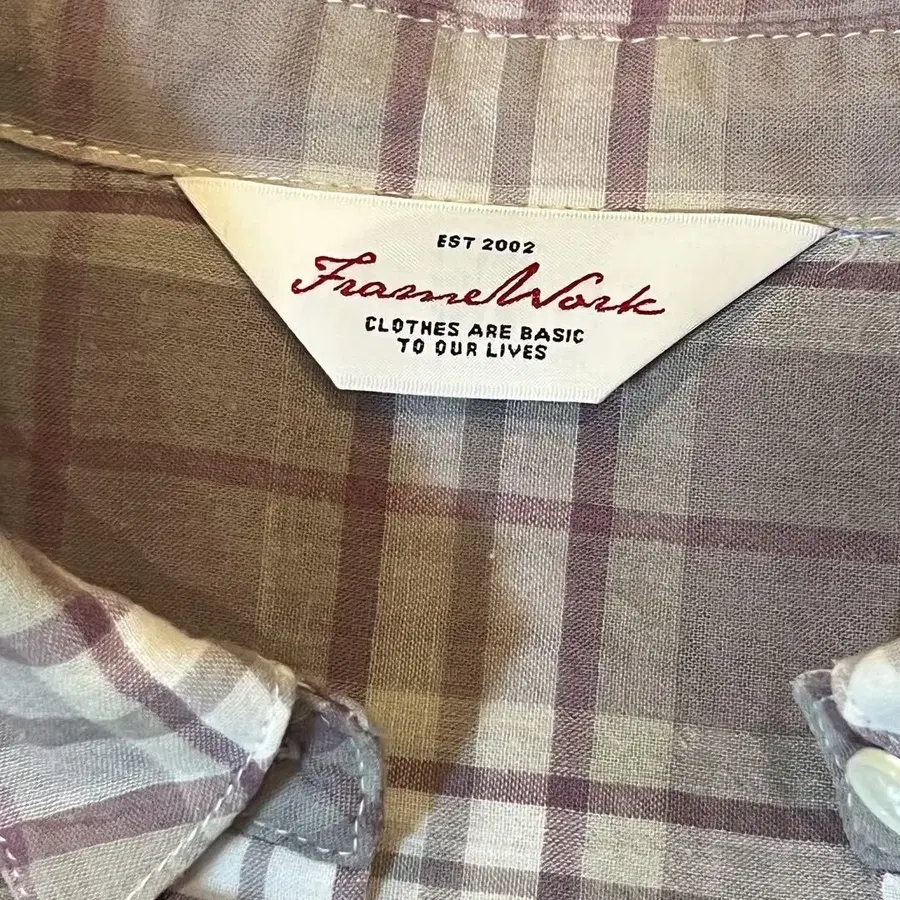 EST 2002
FrameWork
CLOTHES ARE BASIC
TO OUR LIVES